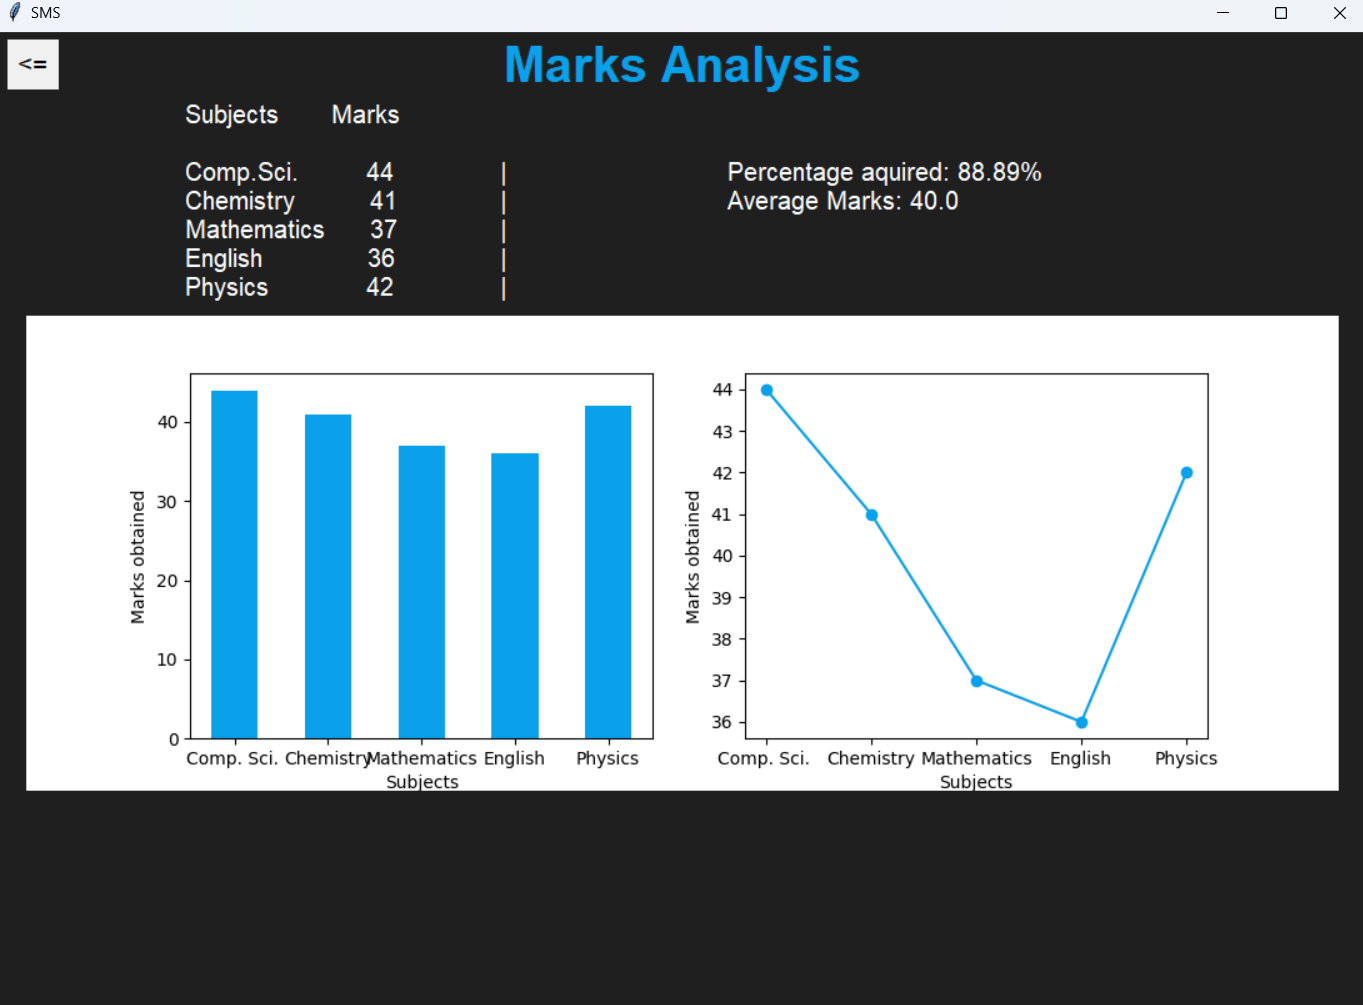 SMS
<=
Marks Analysis
Subjects Marks
Comp.Sci. 44 |
Chemistry 41 |
Mathematics 37 |
English 36 |
Physics 42 |
Percentage aquired: 88.89%
Average Marks: 40.0
Marks obtained
40
30
20
10
0
Comp. Sci. Chemistry Mathematics English Physics
Subjects
Marks obtained
44
43
42
41
40
39
38
37
36
Comp. Sci. Chemistry Mathematics English Physics
Subjects